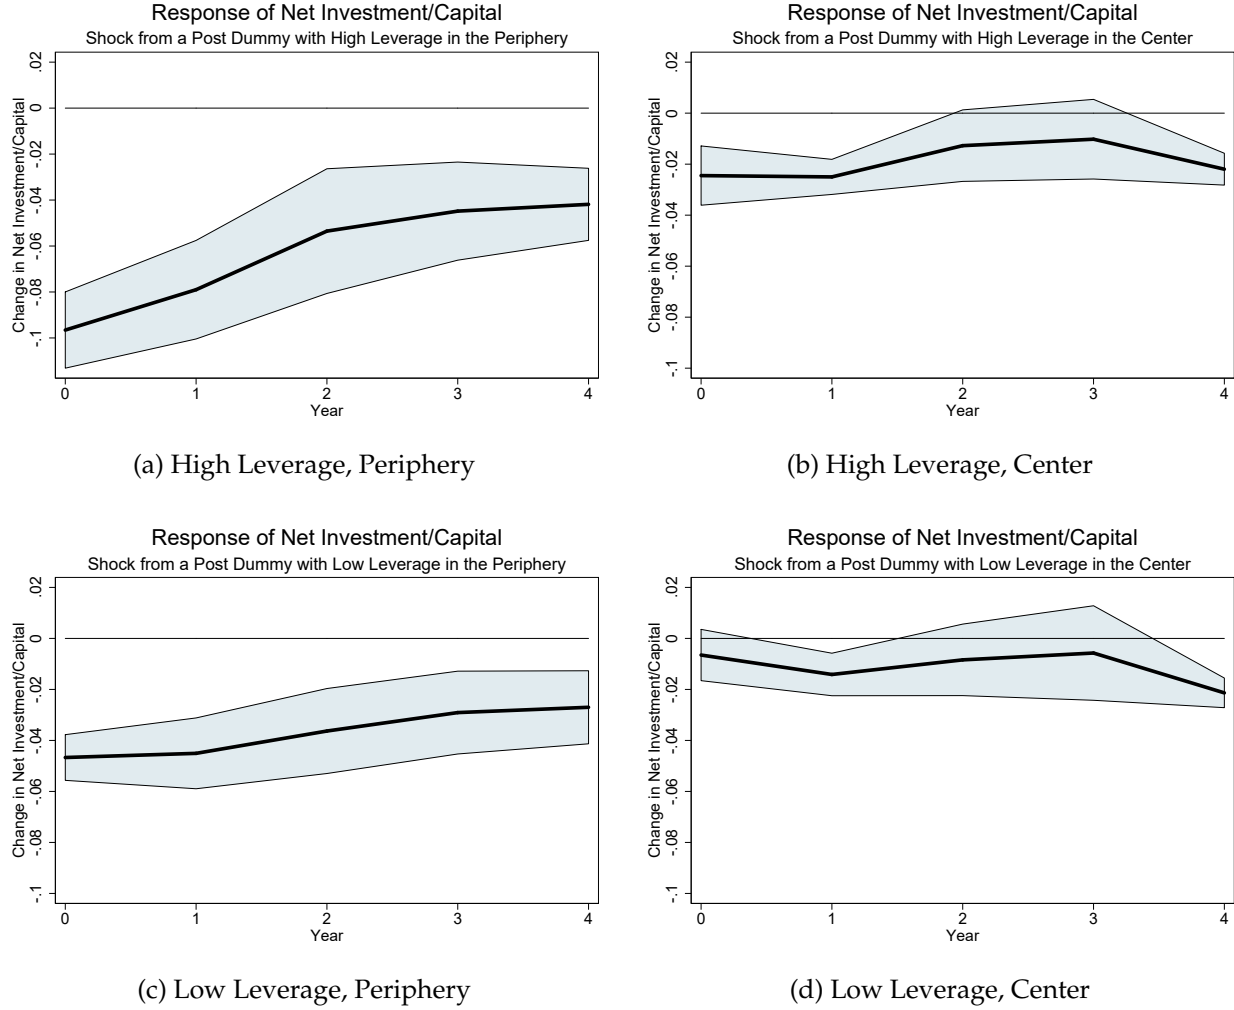 Response of Net Investment/Capital
Shock from a Post Dummy with High Leverage in the Periphery
Change in Net Investment/Capital
.02
0
-.02
-.04
-.06
-.08
-.1
0 1 2 3 4
Year
(a) High Leverage, Periphery
Response of Net Investment/Capital
Shock from a Post Dummy with High Leverage in the Center
Change in Net Investment/Capital
.02
0
-.02
-.04
-.06
-.08
-.1
0 1 2 3 4
Year
(b) High Leverage, Center
Response of Net Investment/Capital
Shock from a Post Dummy with Low Leverage in the Periphery
Change in Net Investment/Capital
.02
0
-.02
-.04
-.06
-.08
-.1
0 1 2 3 4
Year
(c) Low Leverage, Periphery
Response of Net Investment/Capital
Shock from a Post Dummy with Low Leverage in the Center
Change in Net Investment/Capital
.02
0
-.02
-.04
-.06
-.08
-.1
0 1 2 3 4
Year
(d) Low Leverage, Center